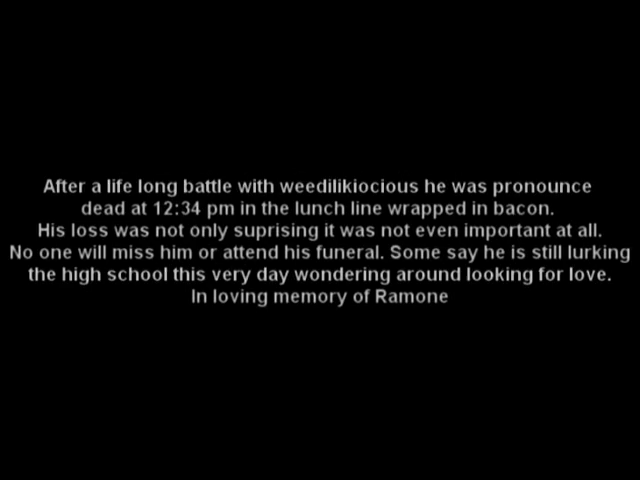 After a life long battle with weedilikiocious he was pronounce
dead at 12:34 pm in the lunch line wrapped in bacon.
His loss was not only suprising it was not even important at all.
No one will miss him or attend his funeral. Some say he is still lurking
the high school this very day wondering around looking for love.
In loving memory of Ramone